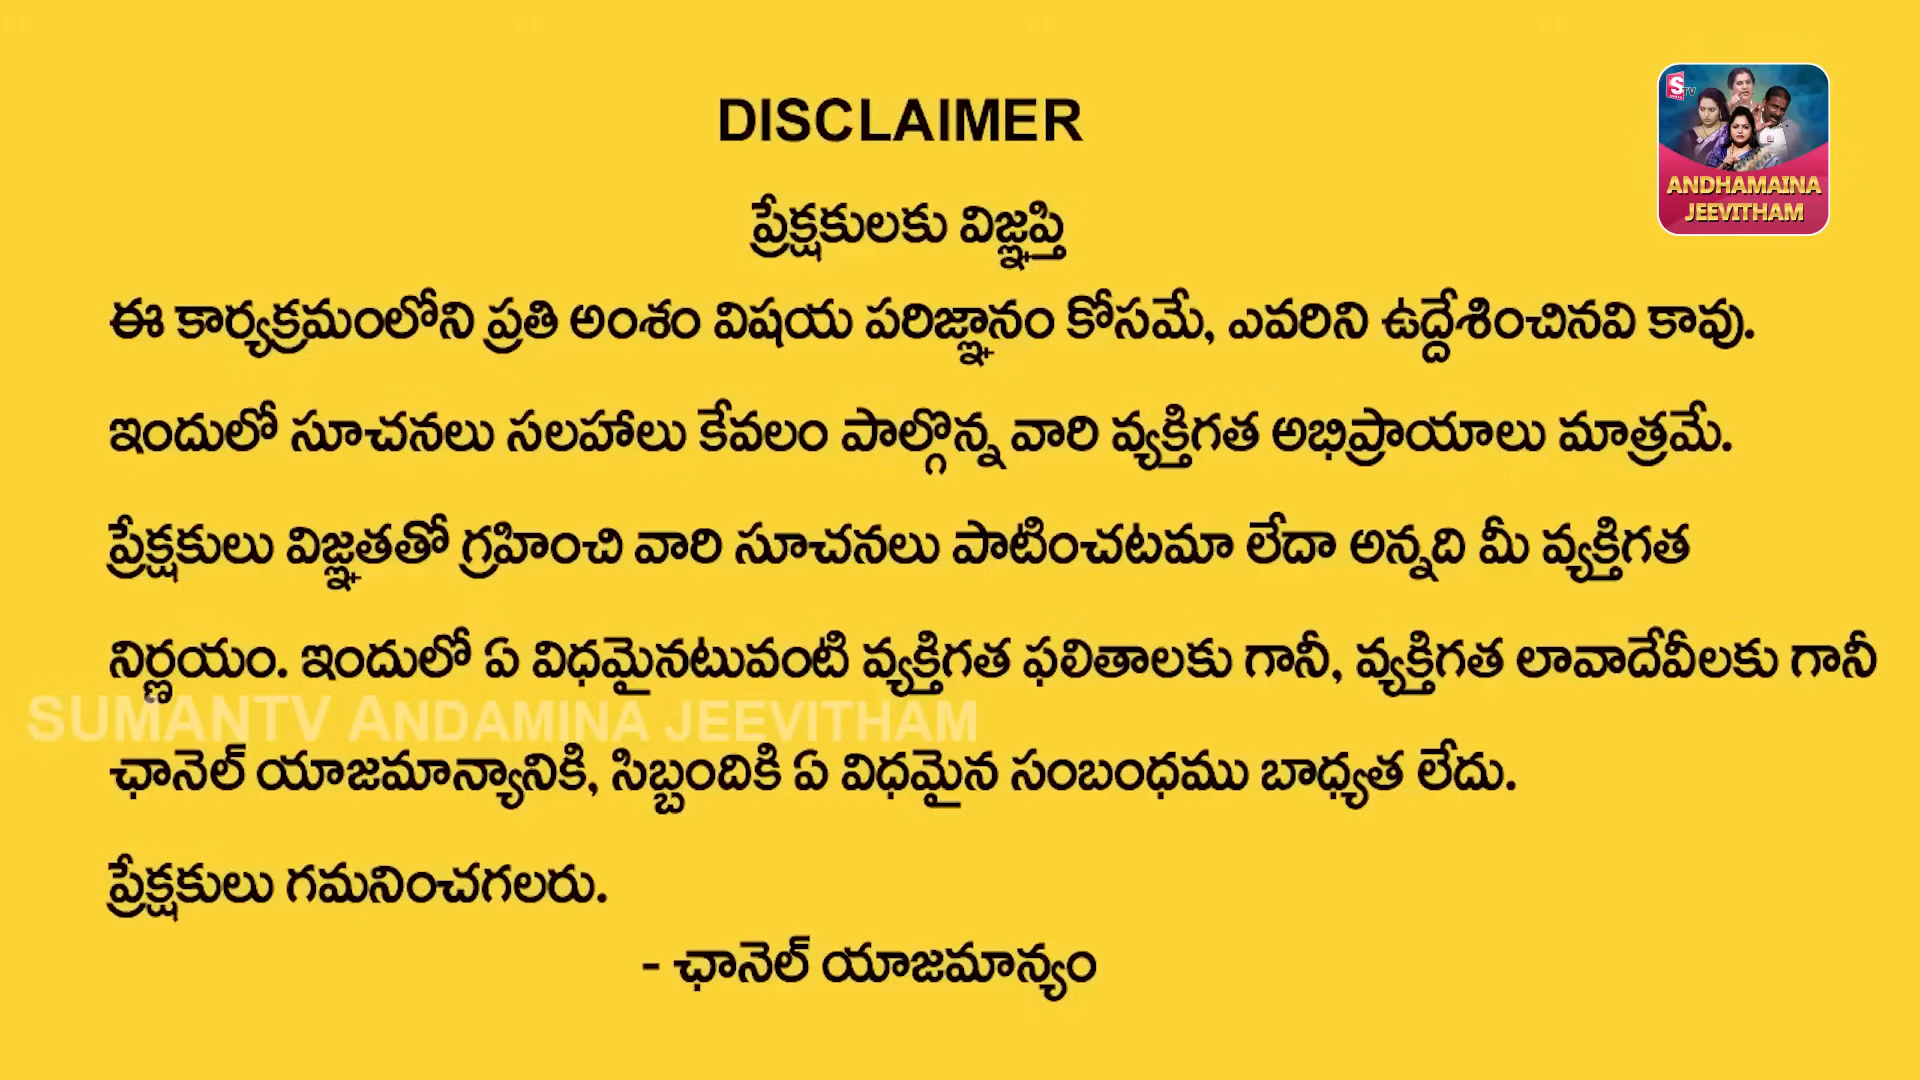 DISCLAIMER
S TV
ANDHAMAINA
JEEVITHAM
ప్రేక్షకులకు విజ్ఞప్తి
ఈ కార్యక్రమంలోని ప్రతి అంశం విషయ పరిజ్ఞానం కోసమే, ఎవరిని ఉద్దేశించినవి కావు.
ఇందులో సూచనలు సలహాలు కేవలం పాల్గొన్న వారి వ్యక్తిగత అభిప్రాయాలు మాత్రమే.
ప్రేక్షకులు విజ్ఞతతో గ్రహించి వారి సూచనలు పాటించటమా లేదా అన్నది మీ వ్యక్తిగత
నిర్ణయం. ఇందులో ఏ విధమైనటువంటి వ్యక్తిగత ఫలితాలకు గానీ, వ్యక్తిగత లావాదేవీలకు గానీ
SUMANTV ANDAMINA JEEVITHAM
ఛానెల్ యాజమాన్యానికి, సిబ్బందికి ఏ విధమైన సంబంధము బాధ్యత లేదు.
ప్రేక్షకులు గమనించగలరు.
- ఛానెల్ యాజమాన్యం